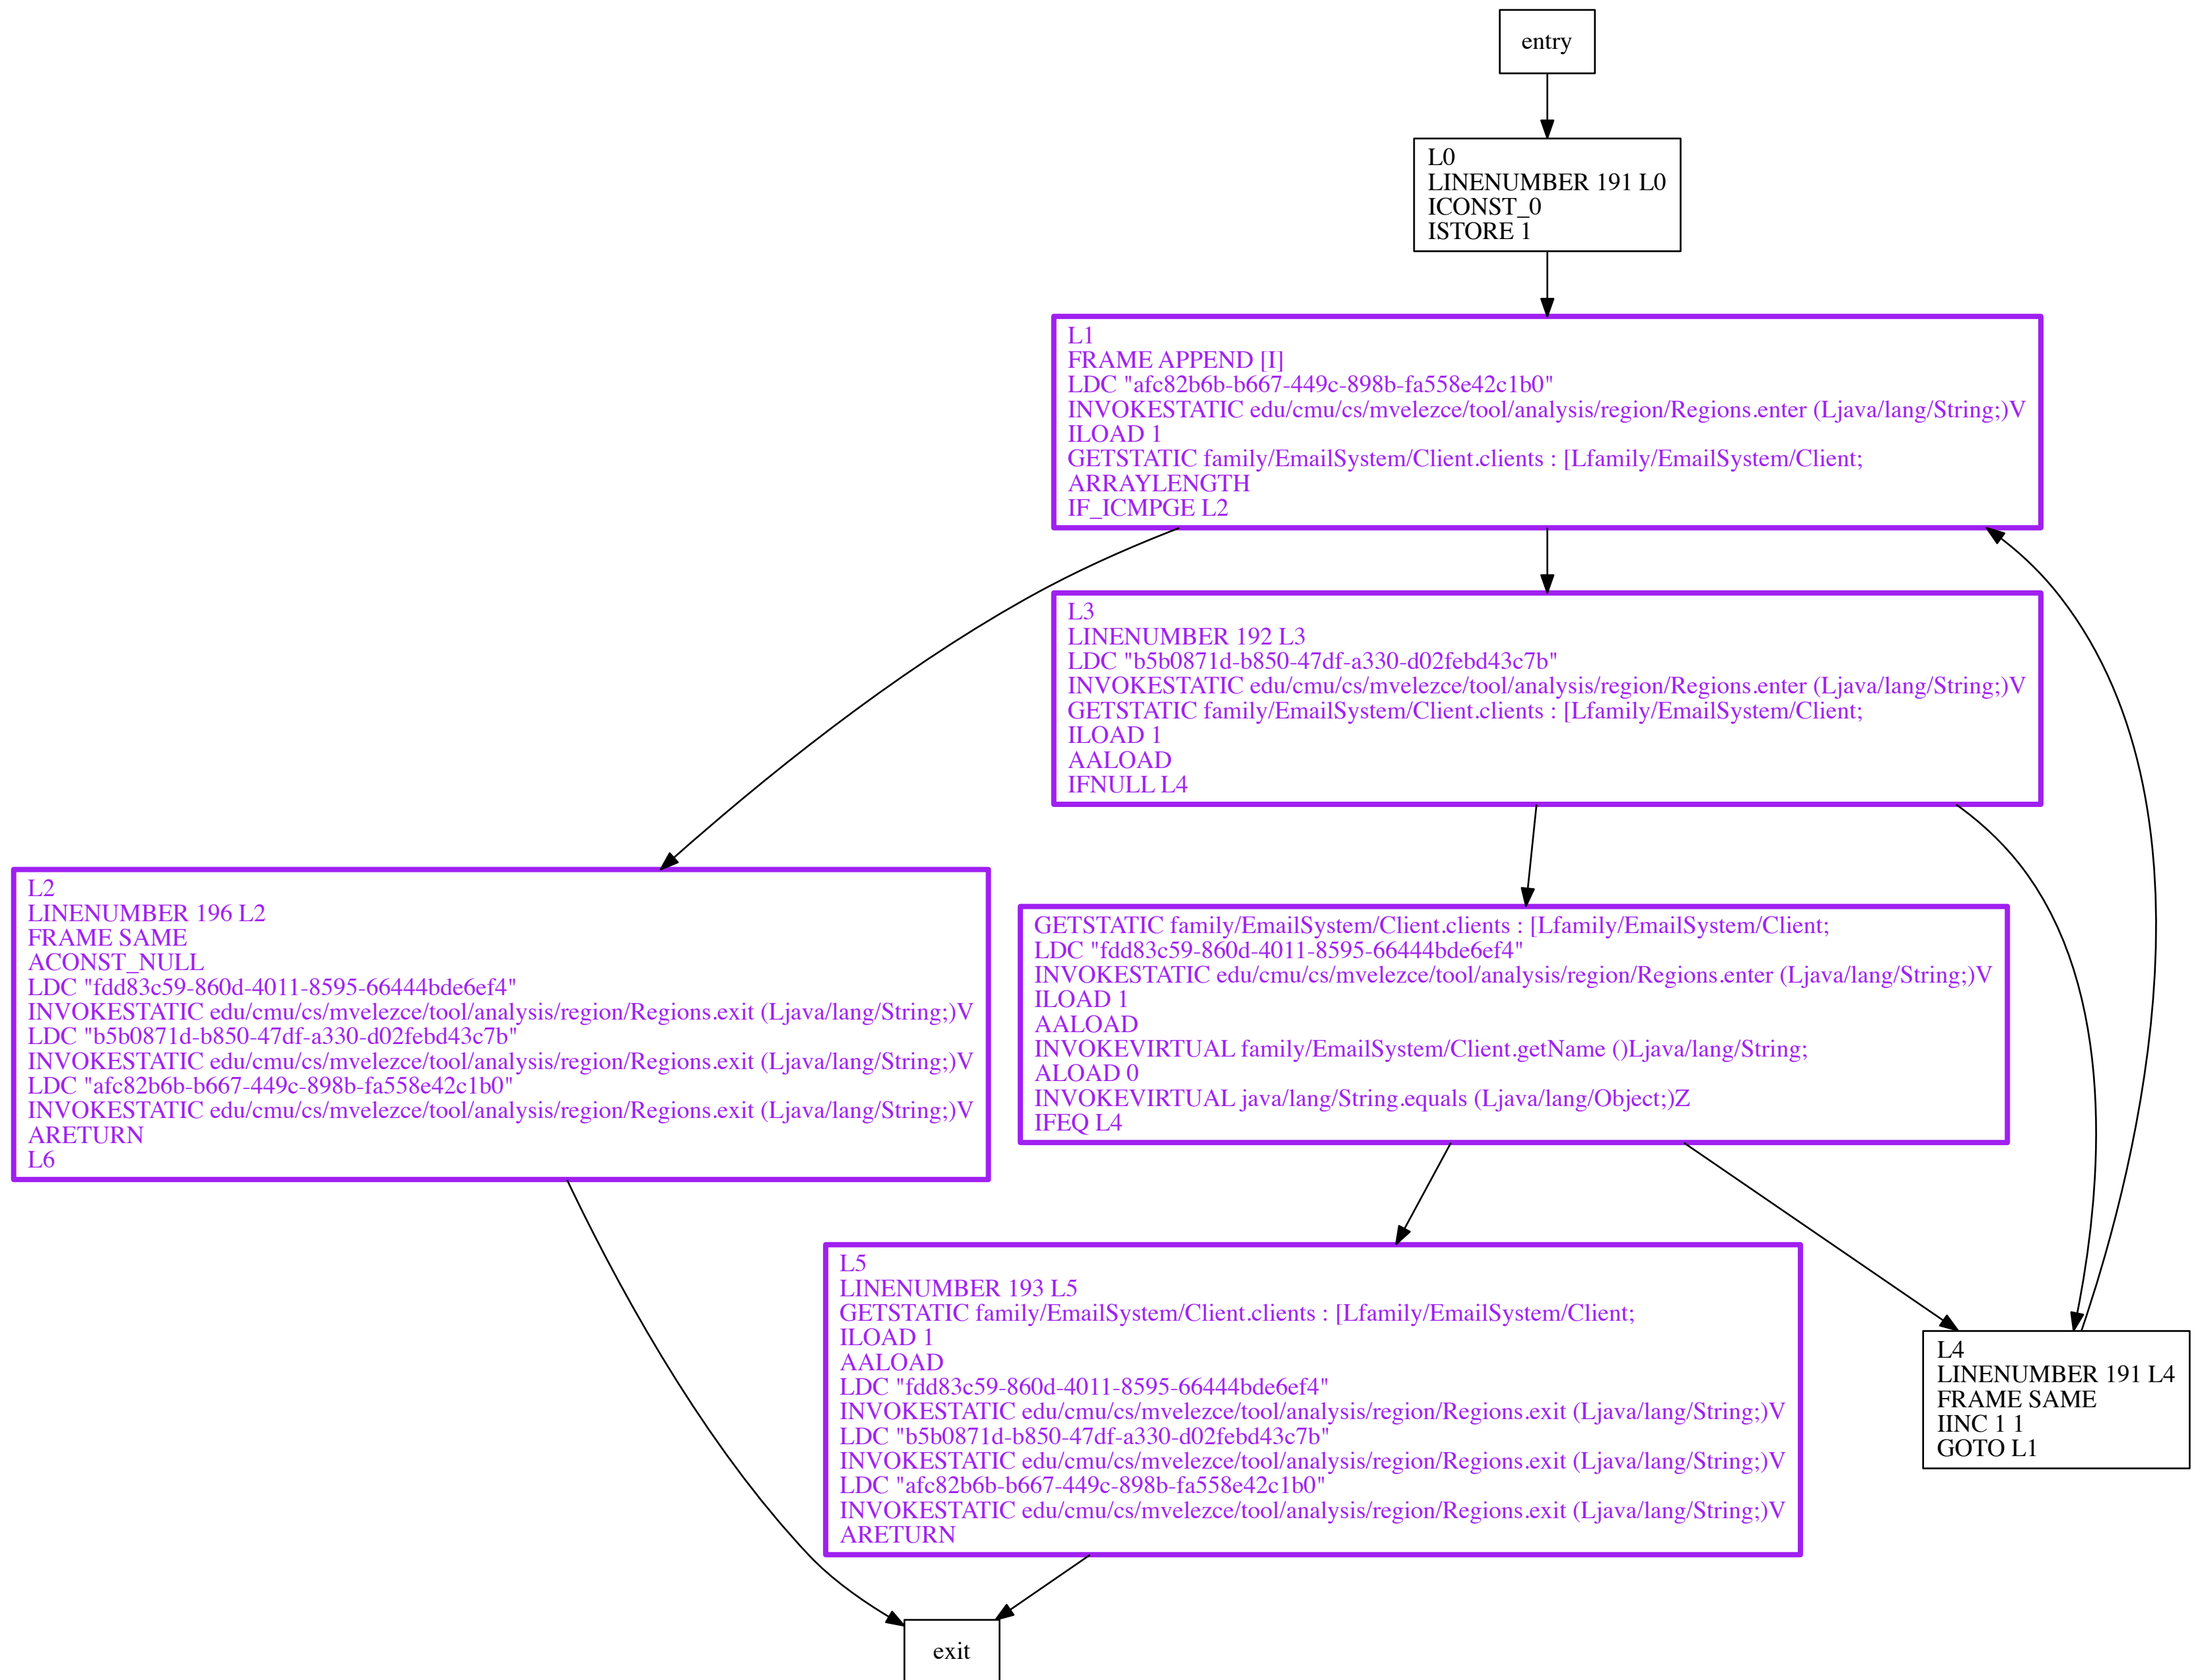 entry
L0
LINENUMBER 191 L0
ICONST_0
ISTORE 1
L1
FRAME APPEND [I]
LDC "afc82b6b-b667-449c-898b-fa558e42c1b0"
INVOKESTATIC edu/cmu/cs/mvelezce/tool/analysis/region/Regions.enter (Ljava/lang/String;)V
ILOAD 1
GETSTATIC family/EmailSystem/Client.clients : [Lfamily/EmailSystem/Client;
ARRAYLENGTH
IF_ICMPGE L2
L3
LINENUMBER 192 L3
LDC "b5b0871d-b850-47df-a330-d02febd43c7b"
INVOKESTATIC edu/cmu/cs/mvelezce/tool/analysis/region/Regions.enter (Ljava/lang/String;)V
GETSTATIC family/EmailSystem/Client.clients : [Lfamily/EmailSystem/Client;
ILOAD 1
AALOAD
IFNULL L4
L2
LINENUMBER 196 L2
FRAME SAME
ACONST_NULL
LDC "fdd83c59-860d-4011-8595-66444bde6ef4"
INVOKESTATIC edu/cmu/cs/mvelezce/tool/analysis/region/Regions.exit (Ljava/lang/String;)V
LDC "b5b0871d-b850-47df-a330-d02febd43c7b"
INVOKESTATIC edu/cmu/cs/mvelezce/tool/analysis/region/Regions.exit (Ljava/lang/String;)V
LDC "afc82b6b-b667-449c-898b-fa558e42c1b0"
INVOKESTATIC edu/cmu/cs/mvelezce/tool/analysis/region/Regions.exit (Ljava/lang/String;)V
ARETURN
L6
GETSTATIC family/EmailSystem/Client.clients : [Lfamily/EmailSystem/Client;
LDC "fdd83c59-860d-4011-8595-66444bde6ef4"
INVOKESTATIC edu/cmu/cs/mvelezce/tool/analysis/region/Regions.enter (Ljava/lang/String;)V
ILOAD 1
AALOAD
INVOKEVIRTUAL family/EmailSystem/Client.getName ()Ljava/lang/String;
ALOAD 0
INVOKEVIRTUAL java/lang/String.equals (Ljava/lang/Object;)Z
IFEQ L4
L5
LINENUMBER 193 L5
GETSTATIC family/EmailSystem/Client.clients : [Lfamily/EmailSystem/Client;
ILOAD 1
AALOAD
LDC "fdd83c59-860d-4011-8595-66444bde6ef4"
INVOKESTATIC edu/cmu/cs/mvelezce/tool/analysis/region/Regions.exit (Ljava/lang/String;)V
LDC "b5b0871d-b850-47df-a330-d02febd43c7b"
INVOKESTATIC edu/cmu/cs/mvelezce/tool/analysis/region/Regions.exit (Ljava/lang/String;)V
LDC "afc82b6b-b667-449c-898b-fa558e42c1b0"
INVOKESTATIC edu/cmu/cs/mvelezce/tool/analysis/region/Regions.exit (Ljava/lang/String;)V
ARETURN
L4
LINENUMBER 191 L4
FRAME SAME
IINC 1 1
GOTO L1
exit